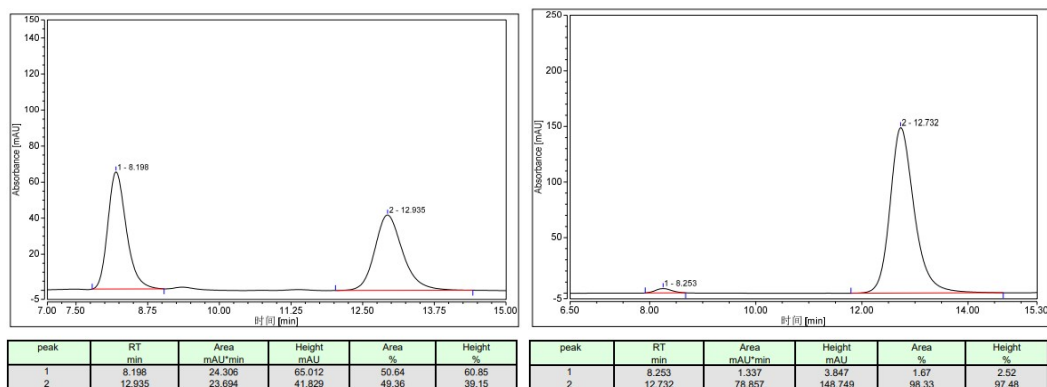 150
140
120
100
80
60
40
20
-5
Absorbance [mAU]
1 - 8.198
2 - 12.935
7.00 7.50 8.75 10.00 11.25 12.50 13.75 15.00
时间 [min]
peak RT Area Height Area Height
min mAU*min mAU % %
1 8.198 24.306 65.012 50.64 60.85
2 12.935 23.694 41.829 49.36 39.15
250
200
150
100
50
-5
Absorbance [mAU]
1 - 8.253
2 - 12.732
6.50 8.00 10.00 12.00 14.00 15.30
时间 [min]
peak RT Area Height Area Height
min mAU*min mAU % %
1 8.253 1.337 3.847 1.67 2.52
2 12.732 78.857 148.749 98.33 97.48